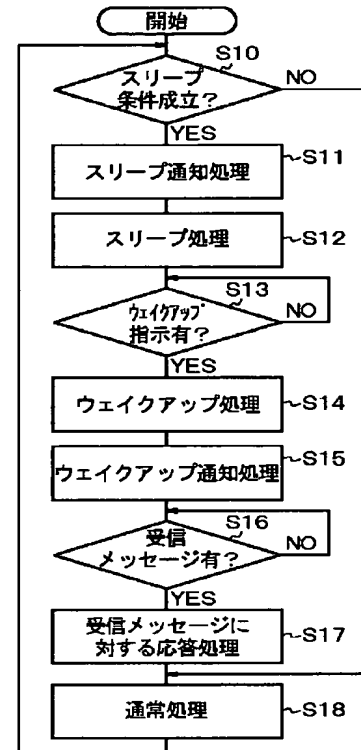 開始
S10
スリープ
条件成立？
NO
YES
スリープ通知処理
S11
スリープ処理
S12
S13
ウェイクアップ
指示有？
NO
YES
ウェイクアップ処理
S14
ウェイクアップ通知処理
S15
S16
受信
メッセージ有？
NO
YES
受信メッセージに
対する応答処理
S17
通常処理
S18